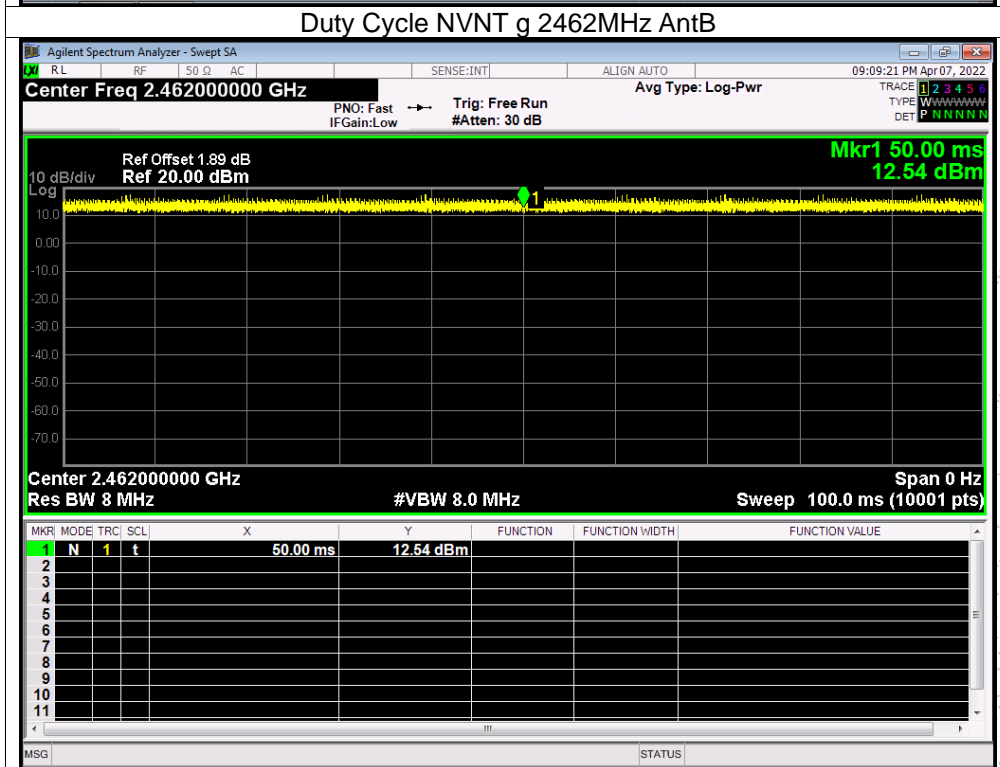 Duty Cycle NVNT g 2462MHz AntB
Agilent Spectrum Analyzer - Swept SA
LXI RL RF 50 Ω AC SENSE:INT ALIGN AUTO 09:09:21 PM Apr 07, 2022
Center Freq 2.462000000 GHz Avg Type: Log-Pwr TRACE 1 2 3 4 5 6
PNO: Fast Trig: Free Run TYPE WWWWWW
IFGain:Low #Atten: 30 dB DET P N N N N N
Mkr1 50.00 ms
Ref Offset 1.89 dB
10 dB/div Ref 20.00 dBm 12.54 dBm
Log
1
10.0
0.00
-10.0
-20.0
-30.0
-40.0
-50.0
-60.0
-70.0
Center 2.462000000 GHz Span 0 Hz
Res BW 8 MHz #VBW 8.0 MHz Sweep 100.0 ms (10001 pts)
MKR MODE TRC SCL X Y FUNCTION FUNCTION WIDTH FUNCTION VALUE
1 N 1 t 50.00 ms 12.54 dBm
2
3
4
5
6
7
8
9
10
11
MSG STATUS